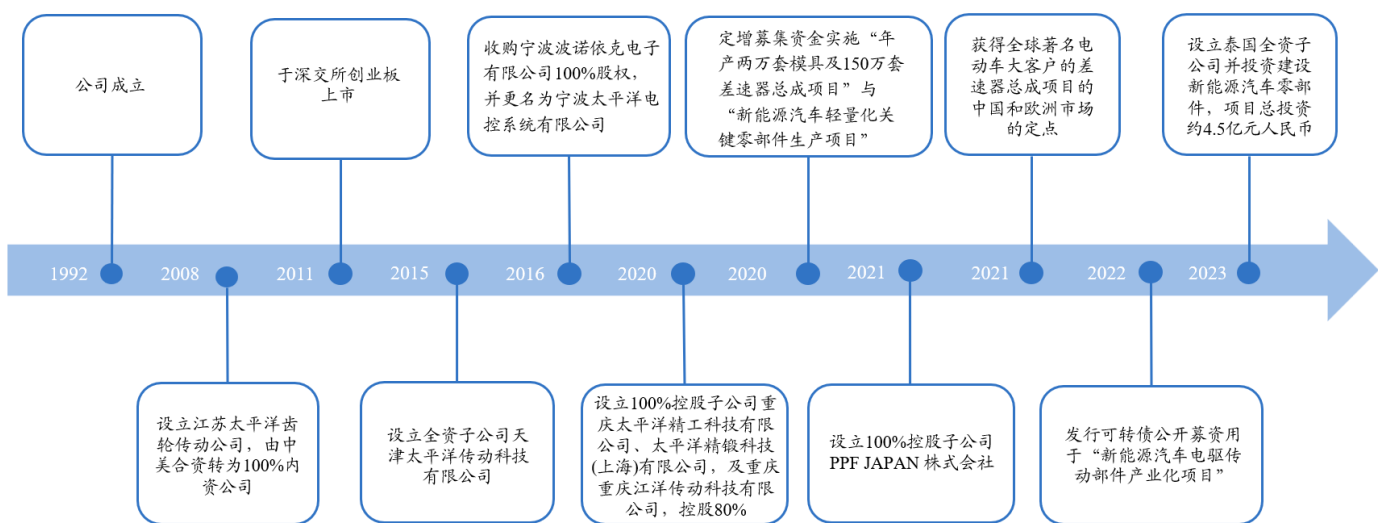 公司成立
于深交所创业板
上市
收购宁波波诺依克电子
有限公司100%股权，
并更名为宁波太平洋电
控系统有限公司
定增募集资金实施“年
产两万套模具及150万套
差速器总成项目”与
“新能源汽车轻量化关
键零部件生产项目”
获得全球著名电
动车大客户的差
速器总成项目的
中国和欧洲市场
的定点
设立泰国全资子
公司并投资建设
新能源汽车零部
件，项目总投资
约4.5亿元人民币
1992
2008
2011
2015
2016
2020
2020
2021
2021
2022
2023
设立江苏太平洋齿
轮传动公司，由中
美合资转为100%内
资公司
设立全资子公司天
津太平洋传动科技
有限公司
设立100%控股子公司重
庆太平洋精工科技有限
公司、太平洋精锻科技
(上海)有限公司，及重庆
重庆江洋传动科技有限
公司，控股80%
设立100%控股子公司
PPF JAPAN 株式会社
发行可转债公开募资用
于“新能源汽车电驱传
动部件产业化项目”